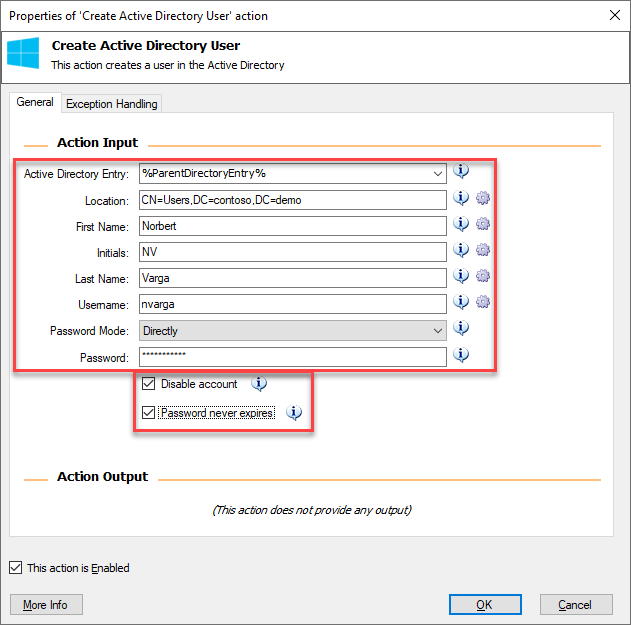 Properties of 'Create Active Directory User' action
Create Active Directory User
This action creates a user in the Active Directory
General Exception Handling
Action Input
Active Directory Entry: %ParentDirectoryEntry%
Location: CN=Users,DC=contoso,DC=demo
First Name: Norbert
Initials: NV
Last Name: Varga
Username: nvarga
Password Mode: Directly
Password: ***********
Disable account
Password never expires
Action Output
(This action does not provide any output)
This action is Enabled
More Info OK Cancel